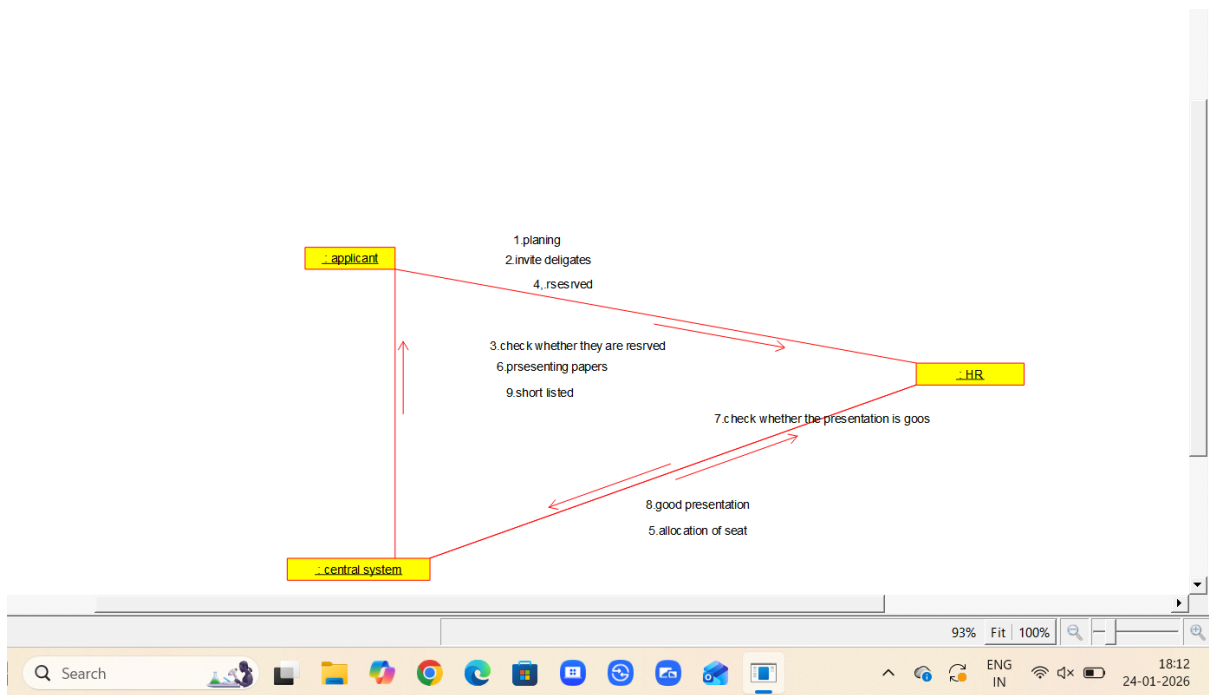 1.planing
: applicant
2.invite deligates
4,.rsesrved
3.check whether they are resrved
6.prsesenting papers
: HR
9.short listed
7.check whether the presentation is goos
8.good presentation
5.allocation of seat
: central system
93% Fit 100%
Search
ENG
IN
18:12
24-01-2026